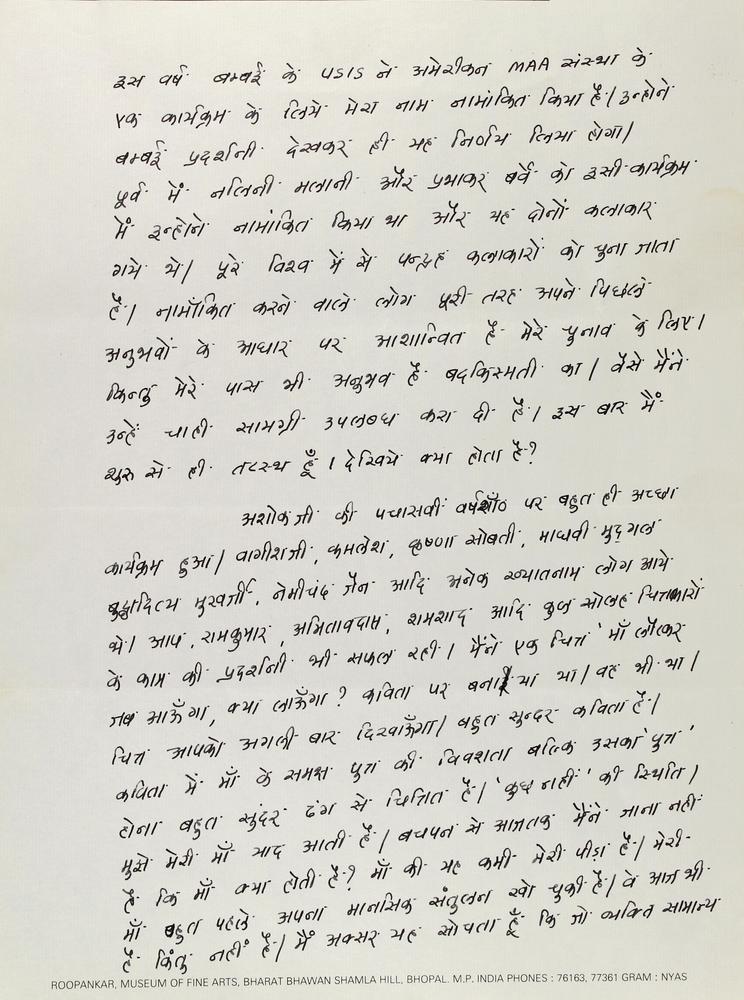 इस वर्ष बम्बई के USIS ने अमेरीकन MAA संस्था के
एक कार्यक्रम के लिये मेरा नाम नामांकित किया है। उन्होंने
बम्बई प्रदर्शनी देखकर ही यह निर्णय लिया होगा।
पूर्व में नलिनी मलानी और प्रभाकर बर्वे को इसी कार्यक्रम
में इन्होंने नामांकित किया था और यह दोनों कलाकार
गये थे। पूरे विश्व में से पन्द्रह कलाकारों को चुना जाता
है। नामाँकित करने वाले लोग पूरी तरह अपने पिछले
अनुभवों के आधार पर आशान्वित है मेरे चुनाव के लिए।
किन्तु मेरे पास भी अनुभव है बदकिस्मती का। वैसे मैंने
उन्हें चाही सामग्री उपलब्ध करा दी है। इस बार मैं
शुरू से ही तटस्थ हूँ। देखिये क्या होता है?
अशोक जी की पचासवीं वर्षगाँठ पर बहुत ही अच्छा
कार्यक्रम हुआ। वागीशजी, कमलेश, कृष्णा सोबती, माधवी मुद्गल
बुद्धादित्य मुखर्जी, नेमीचंद जैन आदि अनेक ख्यातनाम लोग आये
थे। आप, रामकुमार, अमितावदास, शमशाद आदि कुल सोलह चित्रकारों
के काम की प्रदर्शनी भी सफल रही। मैंने एक चित्र 'माँ लौटकर
जब आऊँगा, क्या लाऊँगा? कविता पर बनाया था। वह भी था।
चित्र आपको अगली बार दिखाऊँगा। बहुत सुन्दर कविता है।
कविता में माँ के समक्ष पुत्र की विवशता बल्कि उसका 'पुत्र'
होना बहुत सुंदर ढंग से चित्रित है। 'कुछ नहीं' की स्थिति।
मुझे मेरी माँ याद आती है। बचपन से आजतक मैंने जाना नहीं
है कि माँ क्या होती है? माँ की यह कमी मेरी पीड़ा है। मेरी
माँ बहुत पहले अपना मानसिक संतुलन खो चुकी है। वे आज भी
है किंतु नहीं है। मैं अक्सर यह सोचता हूँ कि जो व्यक्ति सामान्य
ROOPANKAR, MUSEUM OF FINE ARTS, BHARAT BHAWAN SHAMLA HILL, BHOPAL. M.P. INDIA PHONES : 76163, 77361 GRAM : NYAS